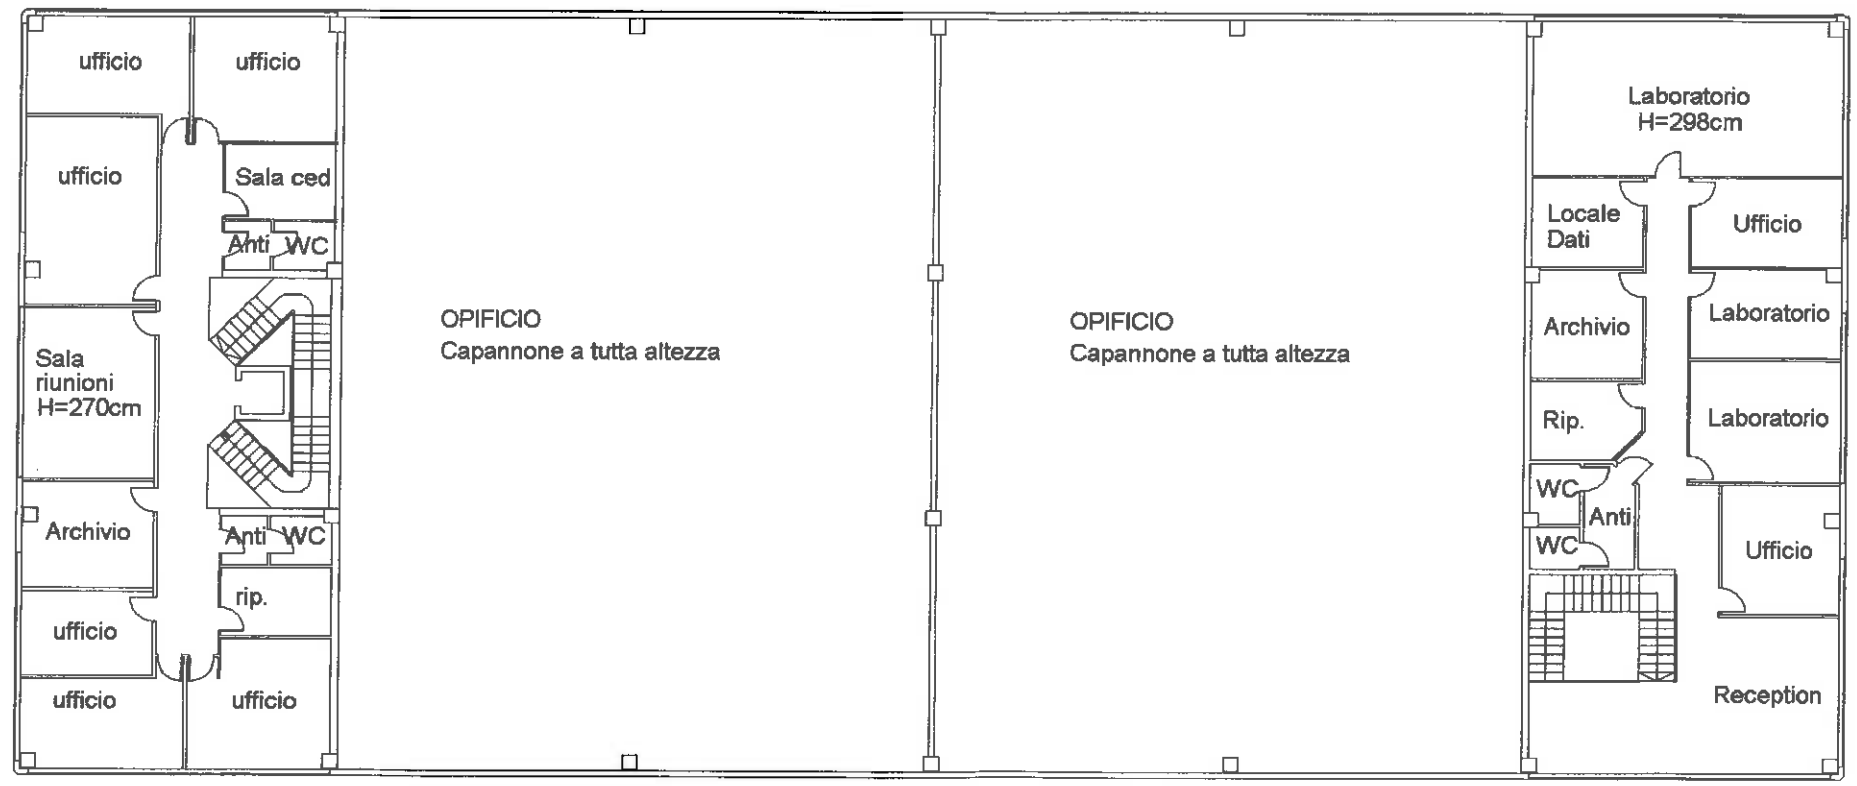 ufficio
ufficio
ufficio
Sala ced
Anti
WC
Sala
riunioni
H=270cm
Archivio
Anti
WC
rip.
ufficio
ufficio
ufficio
OPIFICIO
Capannone a tutta altezza
OPIFICIO
Capannone a tutta altezza
Laboratorio
H=298cm
Locale
Dati
Ufficio
Archivio
Laboratorio
Rip.
Laboratorio
WC
Anti
WC
Ufficio
Reception